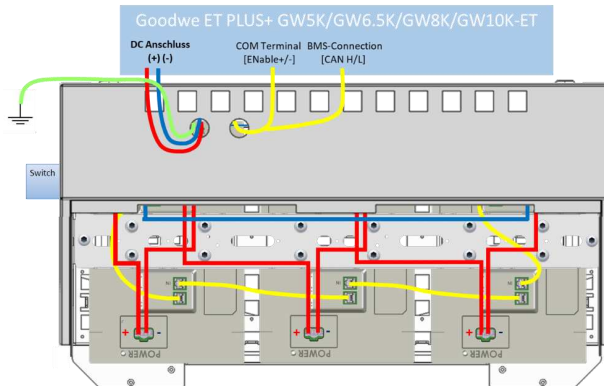 Goodwe ET PLUS+ GW5K/GW6.5K/GW8K/GW10K-ET
DC Anschluss
(+) (-)
COM Terminal
[ENable+/-]
BMS-Connection
[CAN H/L]
Switch
+ -
POWER
+ -
POWER
+ -
POWER